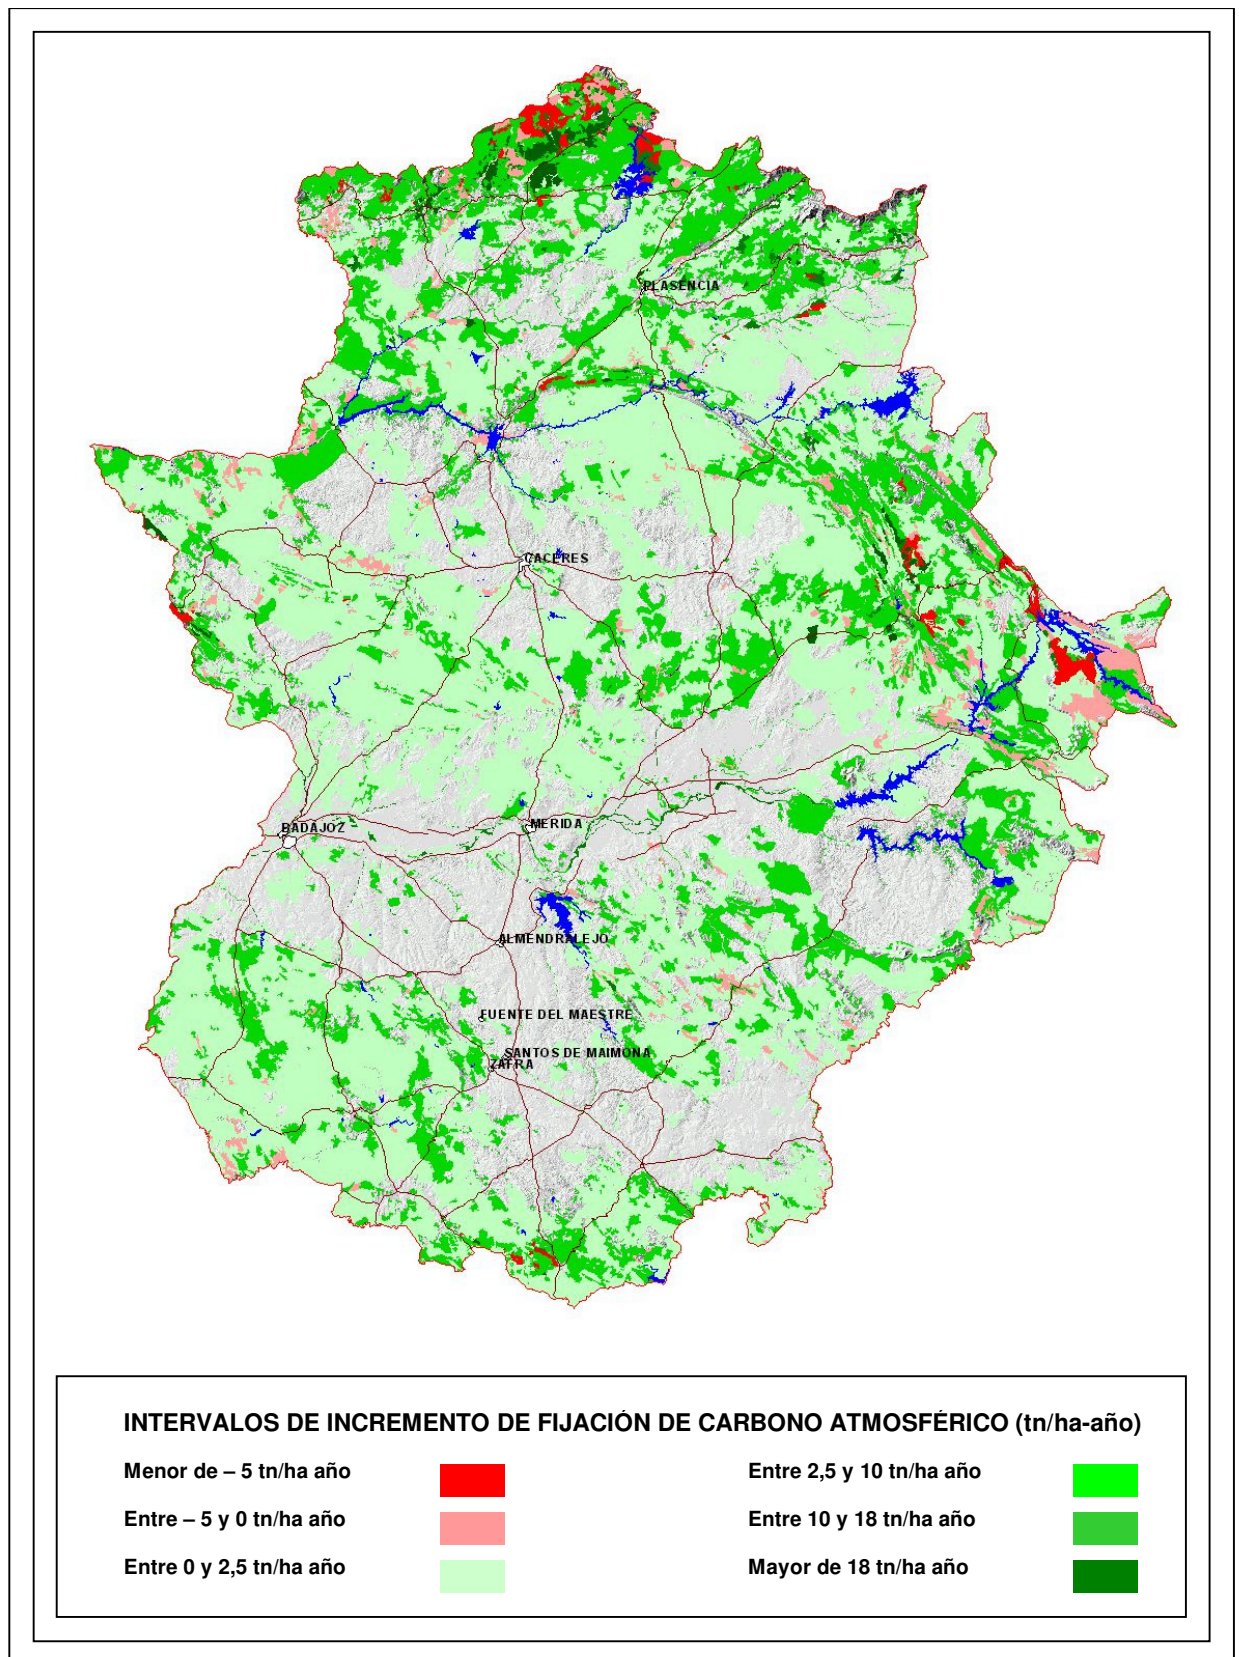 PLASENCIA
CACERES
BADAJOZ
MERIDA
ALMENDRALEJO
FUENTE DEL MAESTRE
SANTOS DE MAIMONA
ZAFRA
INTERVALOS DE INCREMENTO DE FIJACIÓN DE CARBONO ATMOSFÉRICO (tn/ha-año)
Menor de – 5 tn/ha año
Entre – 5 y 0 tn/ha año
Entre 0 y 2,5 tn/ha año
Entre 2,5 y 10 tn/ha año
Entre 10 y 18 tn/ha año
Mayor de 18 tn/ha año